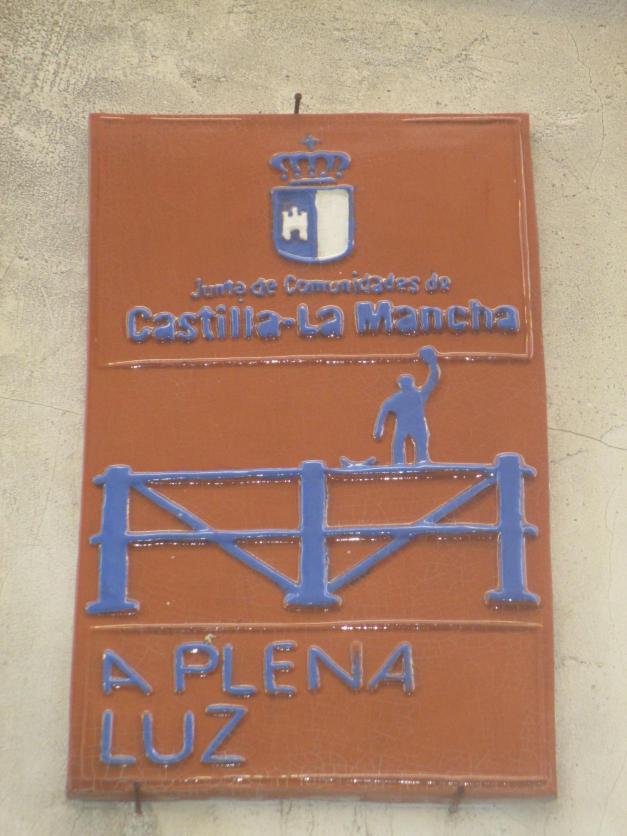 Junta de Comunidades de
Castilla-La Mancha
A PLENA
LUZ